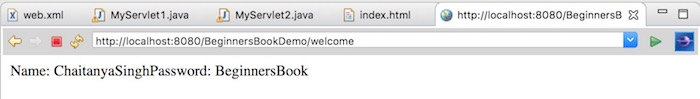 web.xml MyServlet1.java MyServlet2.java index.html http://localhost:8080/BeginnersB
http://localhost:8080/BeginnersBookDemo/welcome
Name: ChaitanyaSinghPassword: BeginnersBook